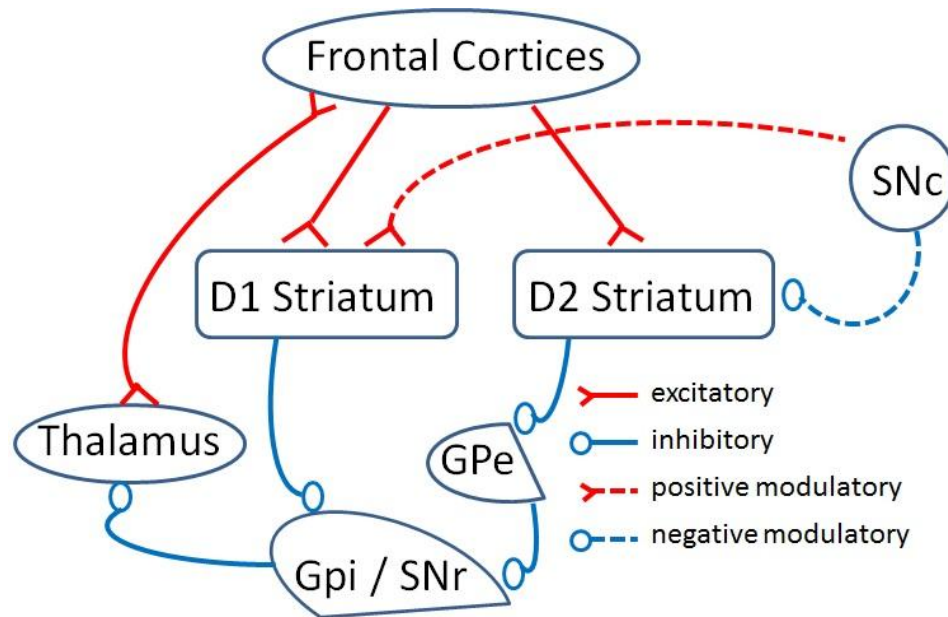 Frontal Cortices
SNc
D1 Striatum
D2 Striatum
Thalamus
GPe
Gpi / SNr
excitatory
inhibitory
positive modulatory
negative modulatory